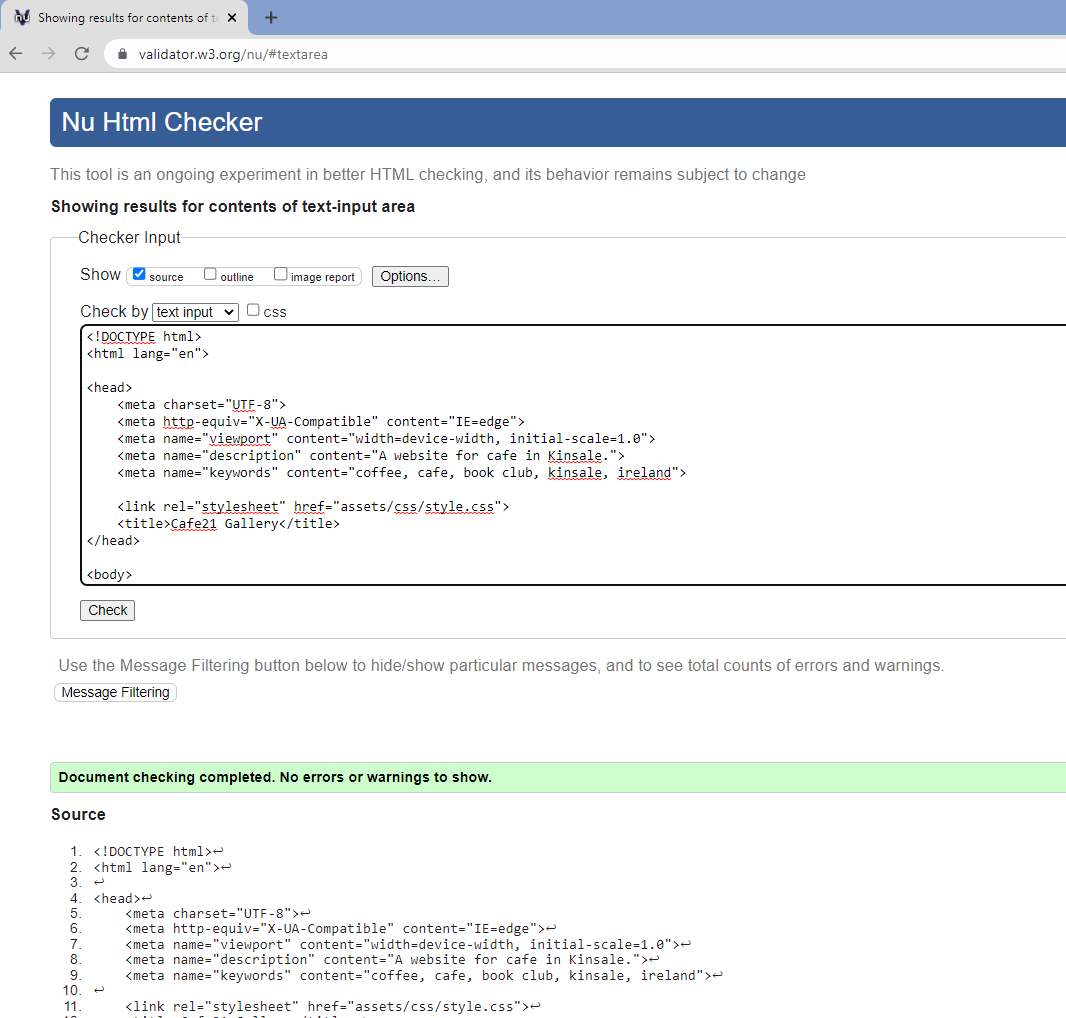 Showing results for contents of t
validator.w3.org/nu/#textarea
Nu Html Checker
This tool is an ongoing experiment in better HTML checking, and its behavior remains subject to change
Showing results for contents of text-input area
Checker Input
Show source outline image report Options...
Check by text input css
<!DOCTYPE html>
<html lang="en">
<head>
    <meta charset="UTF-8">
    <meta http-equiv="X-UA-Compatible" content="IE=edge">
    <meta name="viewport" content="width=device-width, initial-scale=1.0">
    <meta name="description" content="A website for cafe in Kinsale.">
    <meta name="keywords" content="coffee, cafe, book club, kinsale, ireland">
    <link rel="stylesheet" href="assets/css/style.css">
    <title>Cafe21 Gallery</title>
</head>
<body>
Check
Use the Message Filtering button below to hide/show particular messages, and to see total counts of errors and warnings.
Message Filtering
Document checking completed. No errors or warnings to show.
Source
1. <!DOCTYPE html>↩
2. <html lang="en">↩
3. ↩
4. <head>↩
5.     <meta charset="UTF-8">↩
6.     <meta http-equiv="X-UA-Compatible" content="IE=edge">↩
7.     <meta name="viewport" content="width=device-width, initial-scale=1.0">↩
8.     <meta name="description" content="A website for cafe in Kinsale.">↩
9.     <meta name="keywords" content="coffee, cafe, book club, kinsale, ireland">↩
10. ↩
11.     <link rel="stylesheet" href="assets/css/style.css">↩